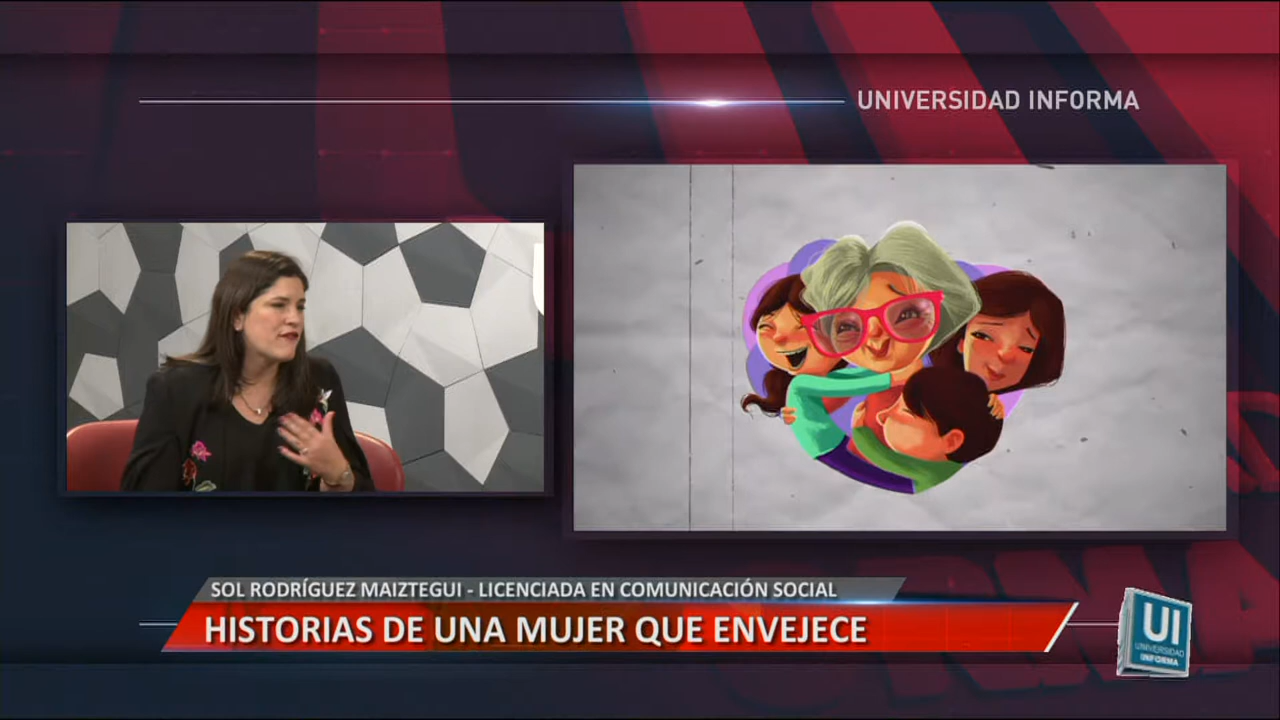 UNIVERSIDAD INFORMA
SOL RODRÍGUEZ MAIZTEGUI - LICENCIADA EN COMUNICACIÓN SOCIAL
HISTORIAS DE UNA MUJER QUE ENVEJECE
UI
UNIVERSIDAD
INFORMA